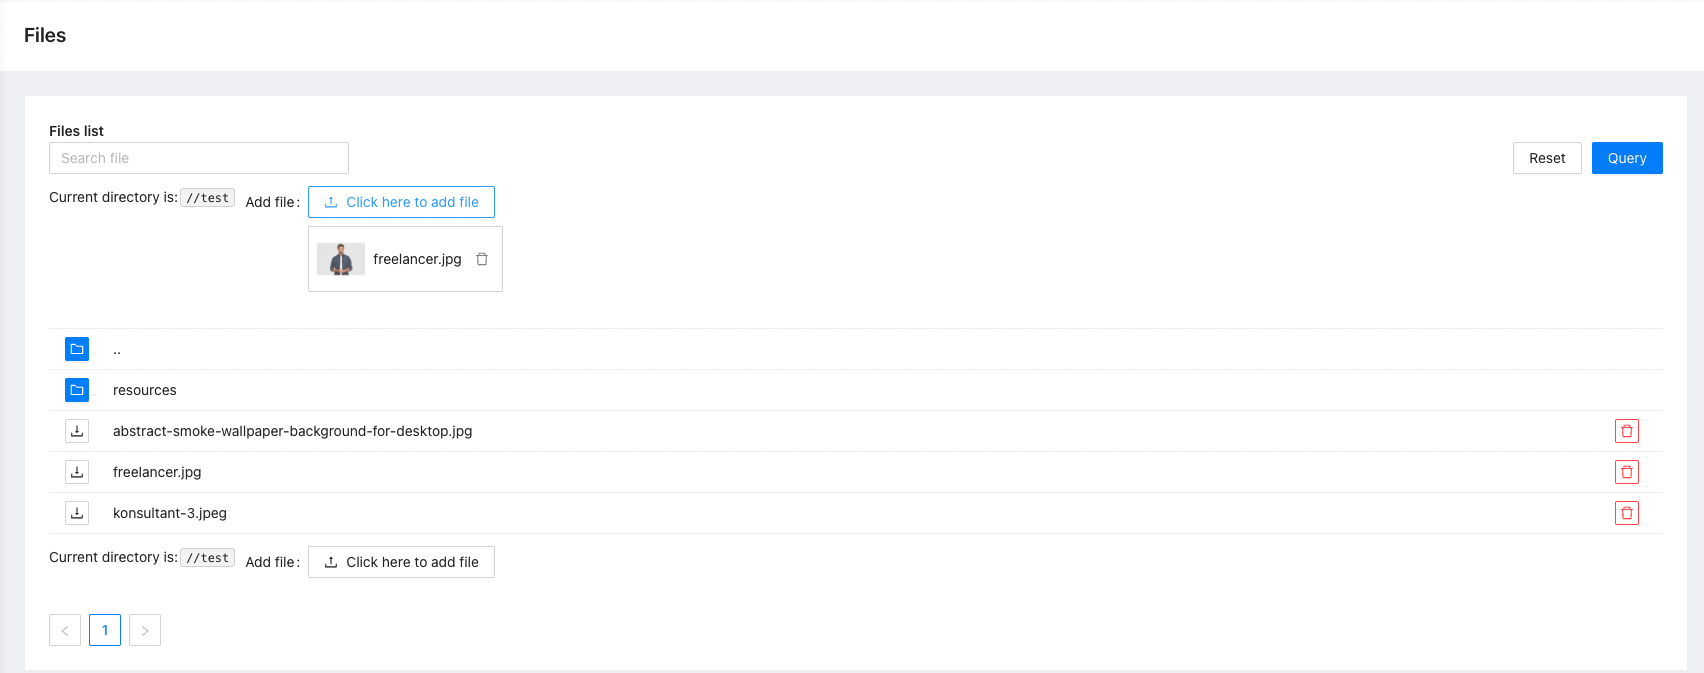 Files
Files list
Search file
Reset Query
Current directory is: //test Add file: Click here to add file
freelancer.jpg
..
resources
abstract-smoke-wallpaper-background-for-desktop.jpg
freelancer.jpg
konsultant-3.jpeg
Current directory is: //test Add file: Click here to add file
< 1 >